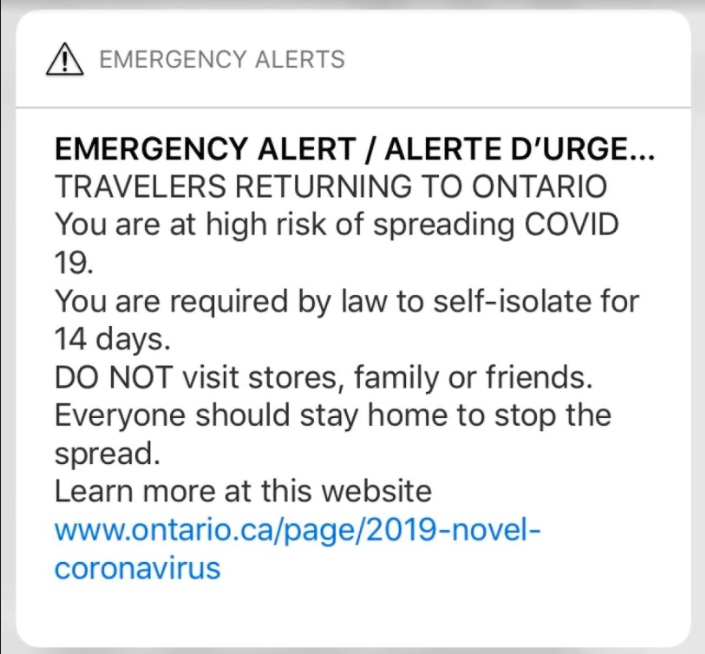 EMERGENCY ALERTS
EMERGENCY ALERT / ALERTE D'URGE...
TRAVELERS RETURNING TO ONTARIO
You are at high risk of spreading COVID
19.
You are required by law to self-isolate for
14 days.
DO NOT visit stores, family or friends.
Everyone should stay home to stop the
spread.
Learn more at this website
www.ontario.ca/page/2019-novel-
coronavirus